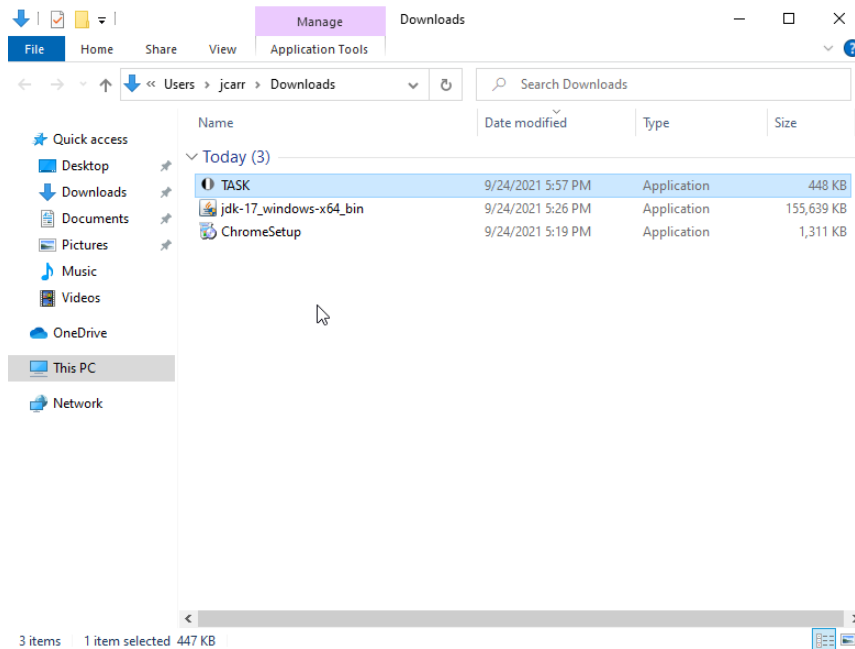 Manage Downloads
File Home Share View Application Tools ?
« Users › jcarr › Downloads Search Downloads
Name Date modified Type Size
Quick access
Today (3)
Desktop
TASK 9/24/2021 5:57 PM Application 448 KB
Downloads
jdk-17_windows-x64_bin 9/24/2021 5:26 PM Application 155,639 KB
Documents
ChromeSetup 9/24/2021 5:19 PM Application 1,311 KB
Pictures
Music
Videos
OneDrive
This PC
Network
3 items 1 item selected 447 KB